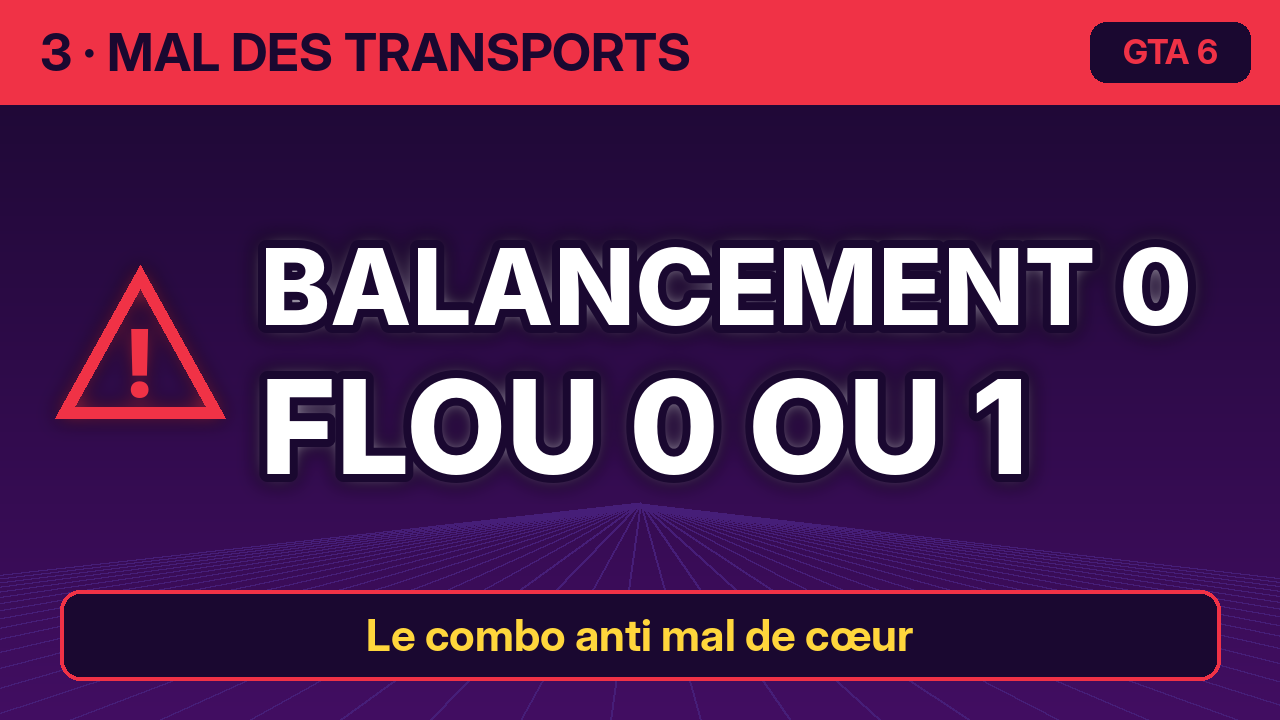 3 · MAL DES TRANSPORTS
GTA 6
!
BALANCEMENT 0
FLOU 0 OU 1
Le combo anti mal de cœur